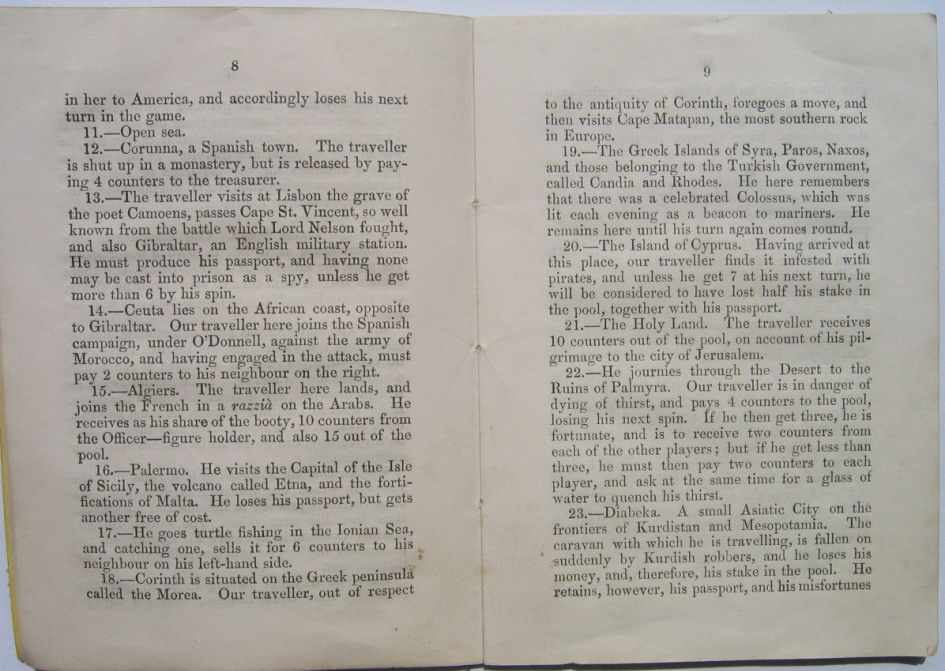 8
in her to America, and accordingly loses his next
turn in the game.
11.—Open sea.
12.—Corunna, a Spanish town. The traveller
is shut up in a monastery, but is released by pay-
ing 4 counters to the treasurer.
13.—The traveller visits at Lisbon the grave of
the poet Camoens, passes Cape St. Vincent, so well
known from the battle which Lord Nelson fought,
and also Gibraltar, an English military station.
He must produce his passport, and having none
may be cast into prison as a spy, unless he get
more than 6 by his spin.
14.—Ceuta lies on the African coast, opposite
to Gibraltar. Our traveller here joins the Spanish
campaign, under O'Donnell, against the army of
Morocco, and having engaged in the attack, must
pay 2 counters to his neighbour on the right.
15.—Algiers. The traveller here lands, and
joins the French in a razzià on the Arabs. He
receives as his share of the booty, 10 counters from
the Officer—figure holder, and also 15 out of the
pool.
16.—Palermo. He visits the Capital of the Isle
of Sicily, the volcano called Etna, and the forti-
fications of Malta. He loses his passport, but gets
another free of cost.
17.—He goes turtle fishing in the Ionian Sea,
and catching one, sells it for 6 counters to his
neighbour on his left-hand side.
18.—Corinth is situated on the Greek peninsula
called the Morea. Our traveller, out of respect
9
to the antiquity of Corinth, foregoes a move, and
then visits Cape Matapan, the most southern rock
in Europe.
19.—The Greek Islands of Syra, Paros, Naxos,
and those belonging to the Turkish Government,
called Candia and Rhodes. He here remembers
that there was a celebrated Colossus, which was
lit each evening as a beacon to mariners. He
remains here until his turn again comes round.
20.—The Island of Cyprus. Having arrived at
this place, our traveller finds it infested with
pirates, and unless he get 7 at his next turn, he
will be considered to have lost half his stake in
the pool, together with his passport.
21.—The Holy Land. The traveller receives
10 counters out of the pool, on account of his pil-
grimage to the city of Jerusalem.
22.—He journies through the Desert to the
Ruins of Palmyra. Our traveller is in danger of
dying of thirst, and pays 4 counters to the pool,
losing his next spin. If he then get three, he is
fortunate, and is to receive two counters from
each of the other players; but if he get less than
three, he must then pay two counters to each
player, and ask at the same time for a glass of
water to quench his thirst.
23.—Diabeka. A small Asiatic City on the
frontiers of Kurdistan and Mesopotamia. The
caravan with which he is travelling, is fallen on
suddenly by Kurdish robbers, and he loses his
money, and, therefore, his stake in the pool. He
retains, however, his passport, and his misfortunes